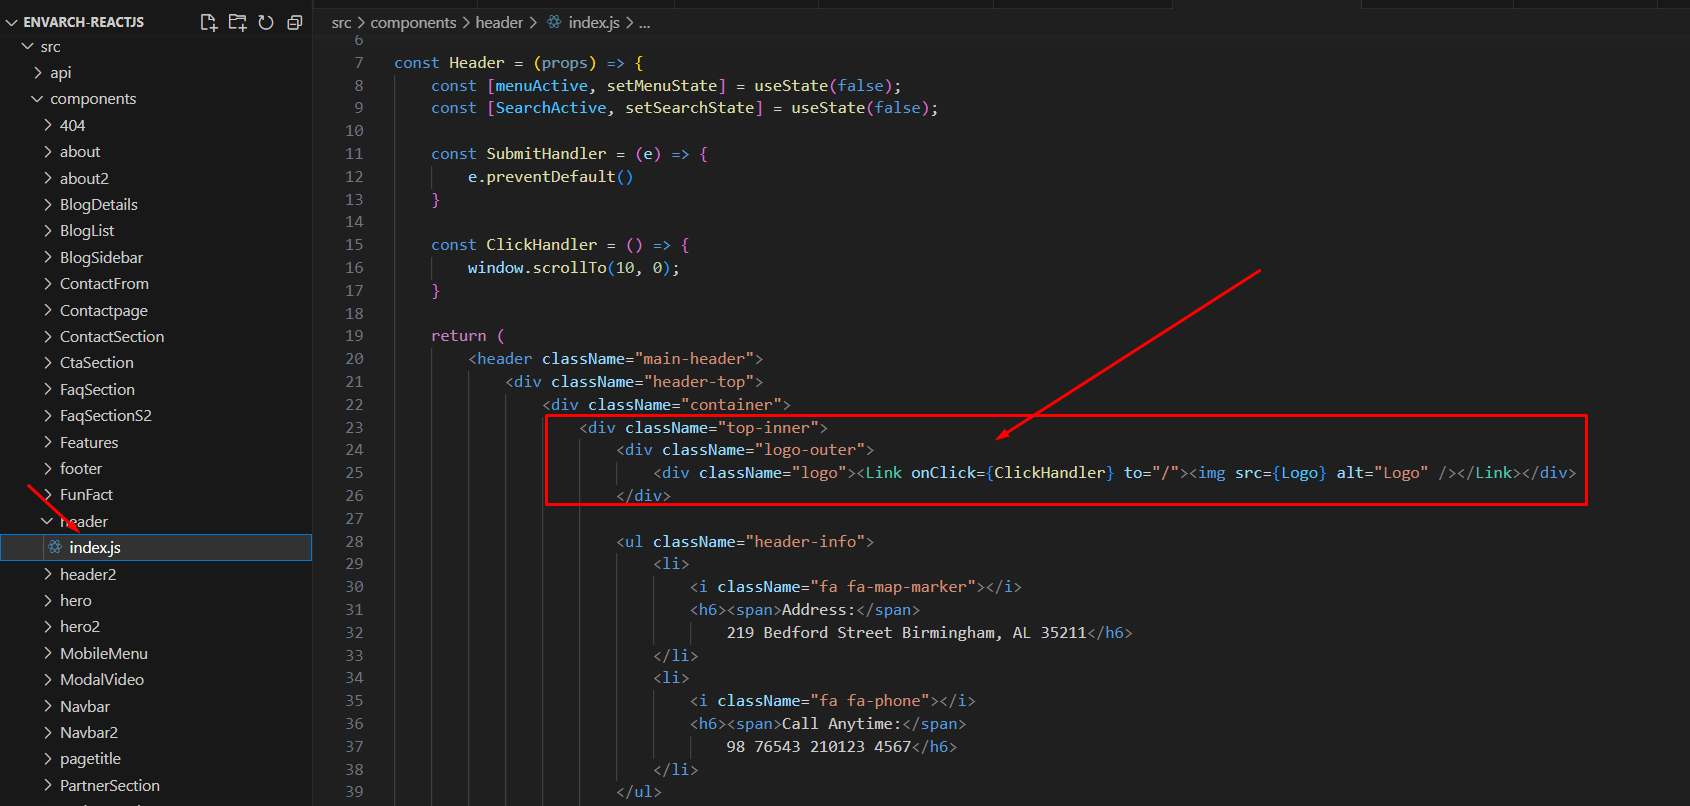 ENVARCH-REACTJS
src
api
components
404
about
about2
BlogDetails
BlogList
BlogSidebar
ContactFrom
Contactpage
ContactSection
CtaSection
FaqSection
FaqSectionS2
Features
footer
FunFact
header
index.js
header2
hero
hero2
MobileMenu
ModalVideo
Navbar
Navbar2
pagetitle
PartnerSection
src > components > header > index.js > ...
6
7 const Header = (props) => {
8 const [menuActive, setMenuState] = useState(false);
9 const [SearchActive, setSearchState] = useState(false);
10
11 const SubmitHandler = (e) => {
12 e.preventDefault()
13 }
14
15 const ClickHandler = () => {
16 window.scrollTo(10, 0);
17 }
18
19 return (
20 <header className="main-header">
21 <div className="header-top">
22 <div className="container">
23 <div className="top-inner">
24 <div className="logo-outer">
25 <div className="logo"><Link onClick={ClickHandler} to="/"><img src={Logo} alt="Logo" /></Link></div>
26 </div>
27
28 <ul className="header-info">
29 <li>
30 <i className="fa fa-map-marker"></i>
31 <h6><span>Address:</span>
32 219 Bedford Street Birmingham, AL 35211</h6>
33 </li>
34 <li>
35 <i className="fa fa-phone"></i>
36 <h6><span>Call Anytime:</span>
37 98 76543 210123 4567</h6>
38 </li>
39 </ul>